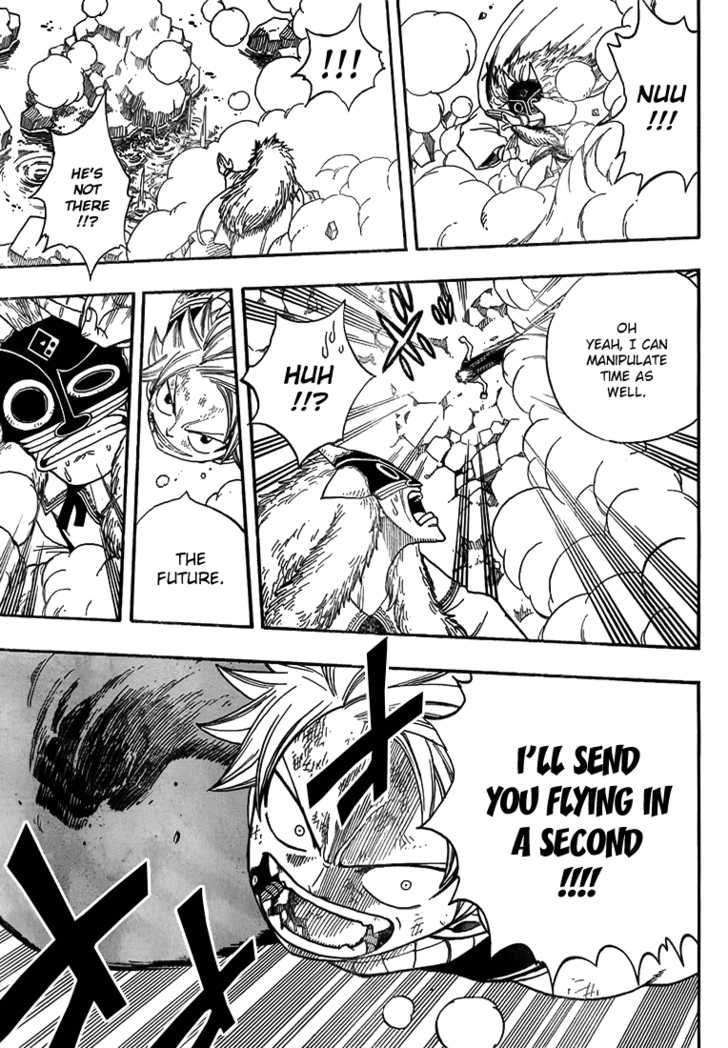 NUU
!!!
!!!
HE'S
NOT
THERE
!!?
OH
YEAH, I CAN
MANIPULATE
TIME AS
WELL.
HUH
!!?
THE
FUTURE.
I'LL SEND
YOU FLYING IN
A SECOND
!!!!